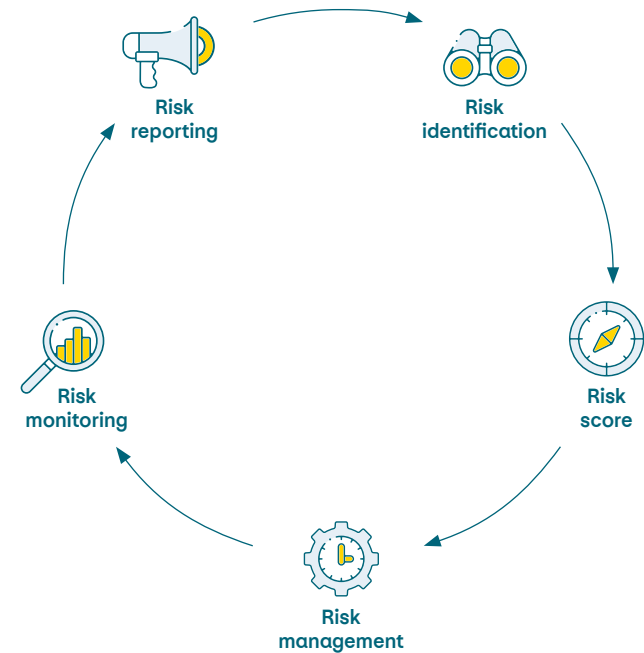 Risk
reporting
Risk
identification
Risk
score
Risk
management
Risk
monitoring